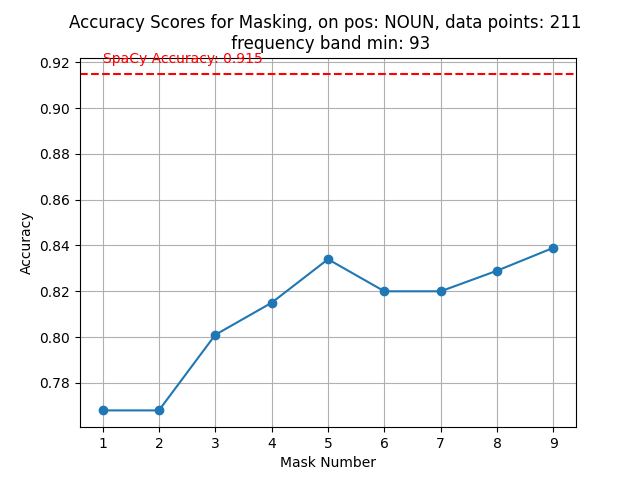 Accuracy Scores for Masking, on pos: NOUN, data points: 211
frequency band min: 93
SpaCy Accuracy: 0.915
0.92
0.90
0.88
0.86
0.84
0.82
0.80
0.78
Accuracy
1 2 3 4 5 6 7 8 9
Mask Number